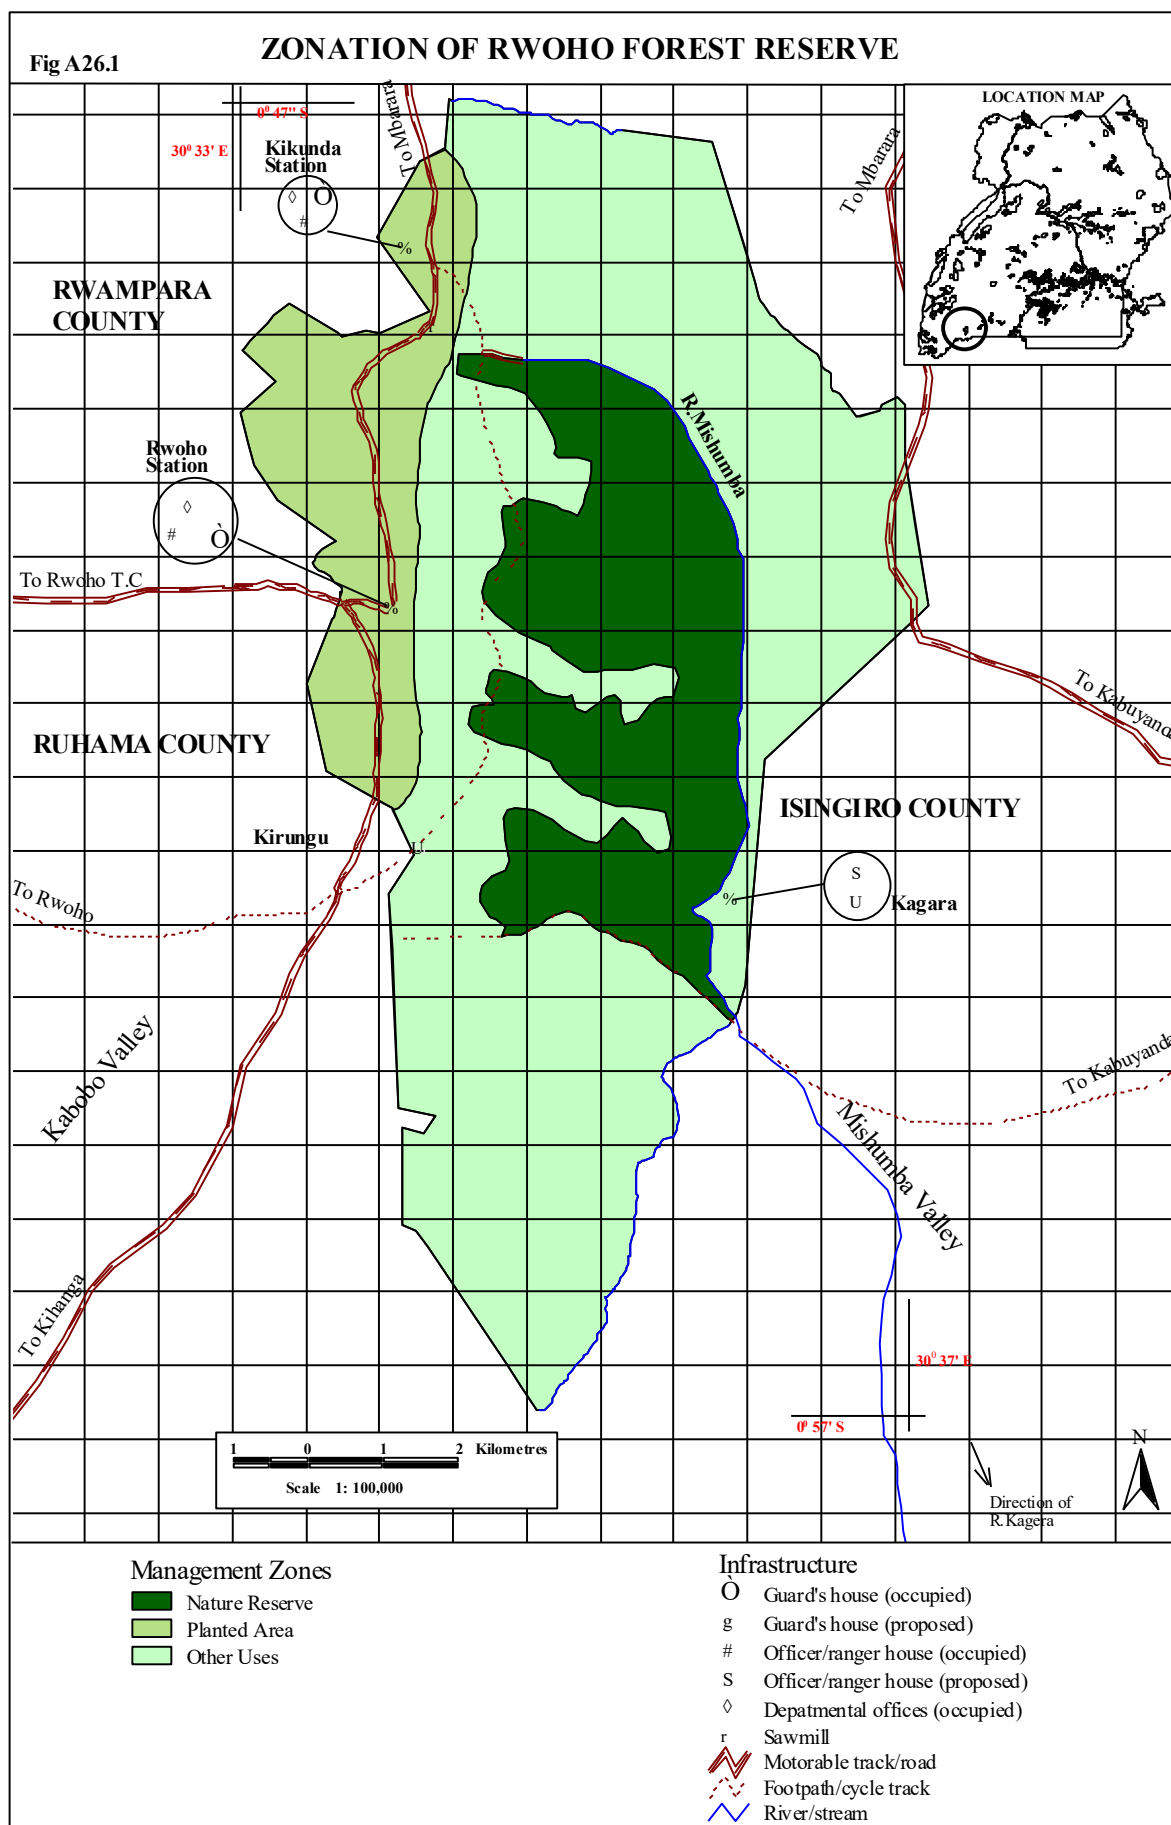 ZONATION OF RWOHO FOREST RESERVE
Fig A26.1
LOCATION MAP
0⁰ 47" S
30⁰ 33' E
To Mbarara
To Mbarara
Kikunda
Station
◊ Ò
#
%
RWAMPARA
COUNTY
r
R.Mishumba
Rwoho
Station
◊
# Ò
To Rwoho T.C
%
To Kabuyanda
RUHAMA COUNTY
ISINGIRO COUNTY
Kirungu
U
S
U
Kagara
%
To Rwoho
Kabobo Valley
To Kabuyanda
Mishumba Valley
To Kihanga
30⁰ 37' E
0⁰ 57' S
1 0 1 2 Kilometres
Scale 1: 100,000
N
Direction of
R.Kagera
Management Zones
Nature Reserve
Planted Area
Other Uses
Infrastructure
Ò Guard's house (occupied)
g Guard's house (proposed)
# Officer/ranger house (occupied)
S Officer/ranger house (proposed)
◊ Depatmental offices (occupied)
r Sawmill
Motorable track/road
Footpath/cycle track
River/stream